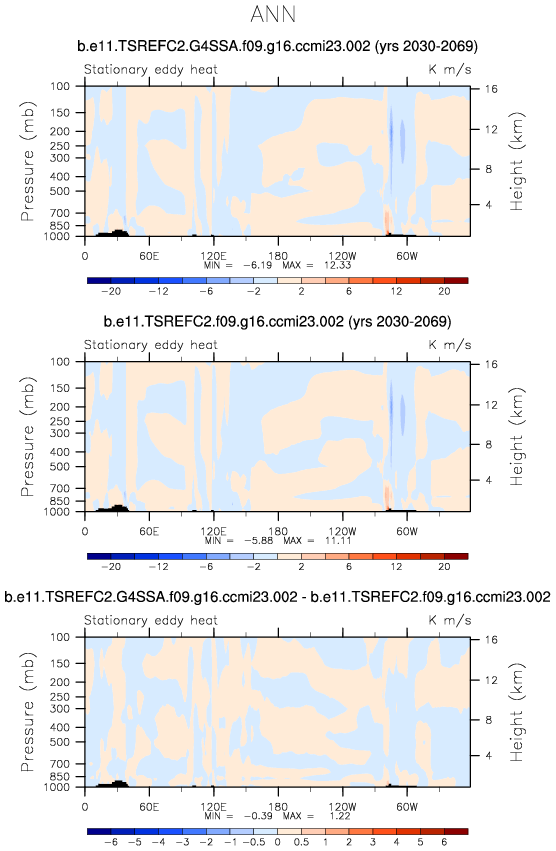 ANN
b.e11.TSREFC2.G4SSA.f09.g16.ccmi23.002 (yrs 2030-2069)
Stationary eddy heat K m/s
Pressure (mb)
100
150
200
250
300
400
500
700
850
1000
16
12
8
4
Height (km)
0 60E 120E 180 120W 60W
MIN = -6.19 MAX = 12.33
-20 -12 -6 -2 2 6 12 20
b.e11.TSREFC2.f09.g16.ccmi23.002 (yrs 2030-2069)
Stationary eddy heat K m/s
Pressure (mb)
100
150
200
250
300
400
500
700
850
1000
16
12
8
4
Height (km)
0 60E 120E 180 120W 60W
MIN = -5.88 MAX = 11.11
-20 -12 -6 -2 2 6 12 20
b.e11.TSREFC2.G4SSA.f09.g16.ccmi23.002 - b.e11.TSREFC2.f09.g16.ccmi23.002
Stationary eddy heat K m/s
Pressure (mb)
100
150
200
250
300
400
500
700
850
1000
16
12
8
4
Height (km)
0 60E 120E 180 120W 60W
MIN = -0.39 MAX = 1.22
-6 -5 -4 -3 -2 -1 -0.5 0 0.5 1 2 3 4 5 6